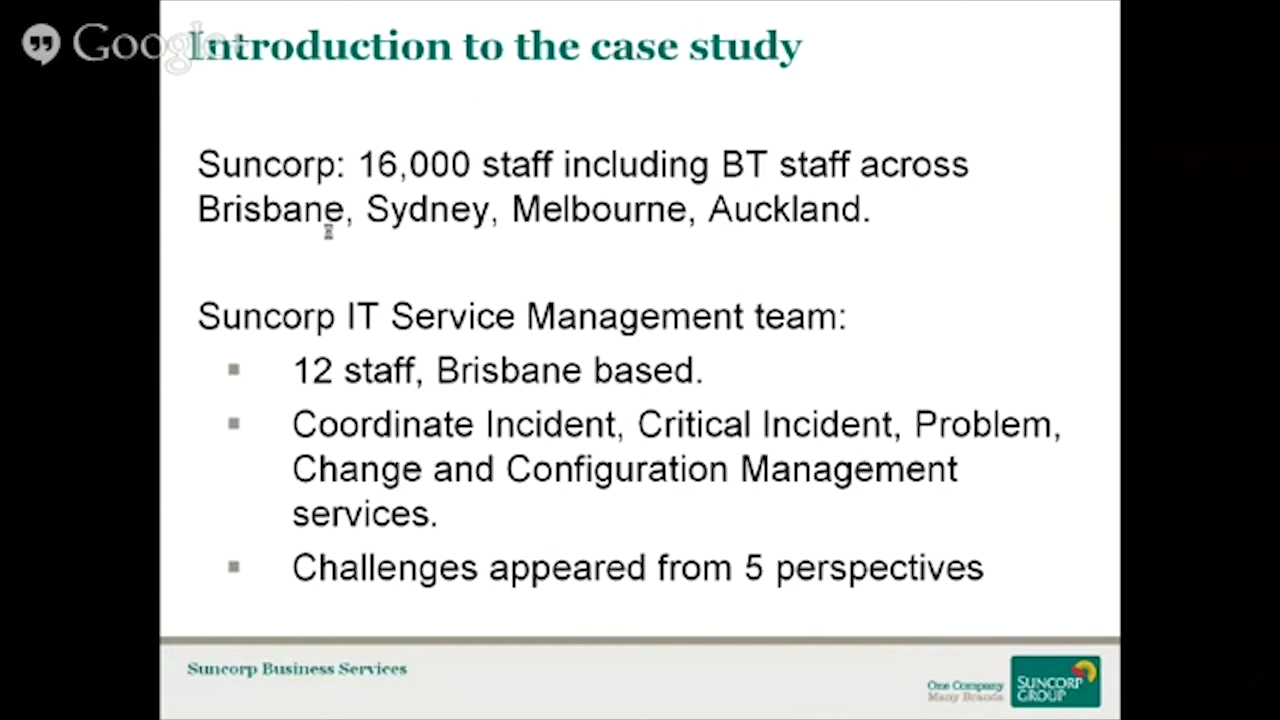 Google+
Introduction to the case study
Suncorp: 16,000 staff including BT staff across
Brisbane, Sydney, Melbourne, Auckland.
Suncorp IT Service Management team:
12 staff, Brisbane based.
Coordinate Incident, Critical Incident, Problem,
Change and Configuration Management
services.
Challenges appeared from 5 perspectives
Suncorp Business Services
One Company
Many Brands
SUNCORP
GROUP